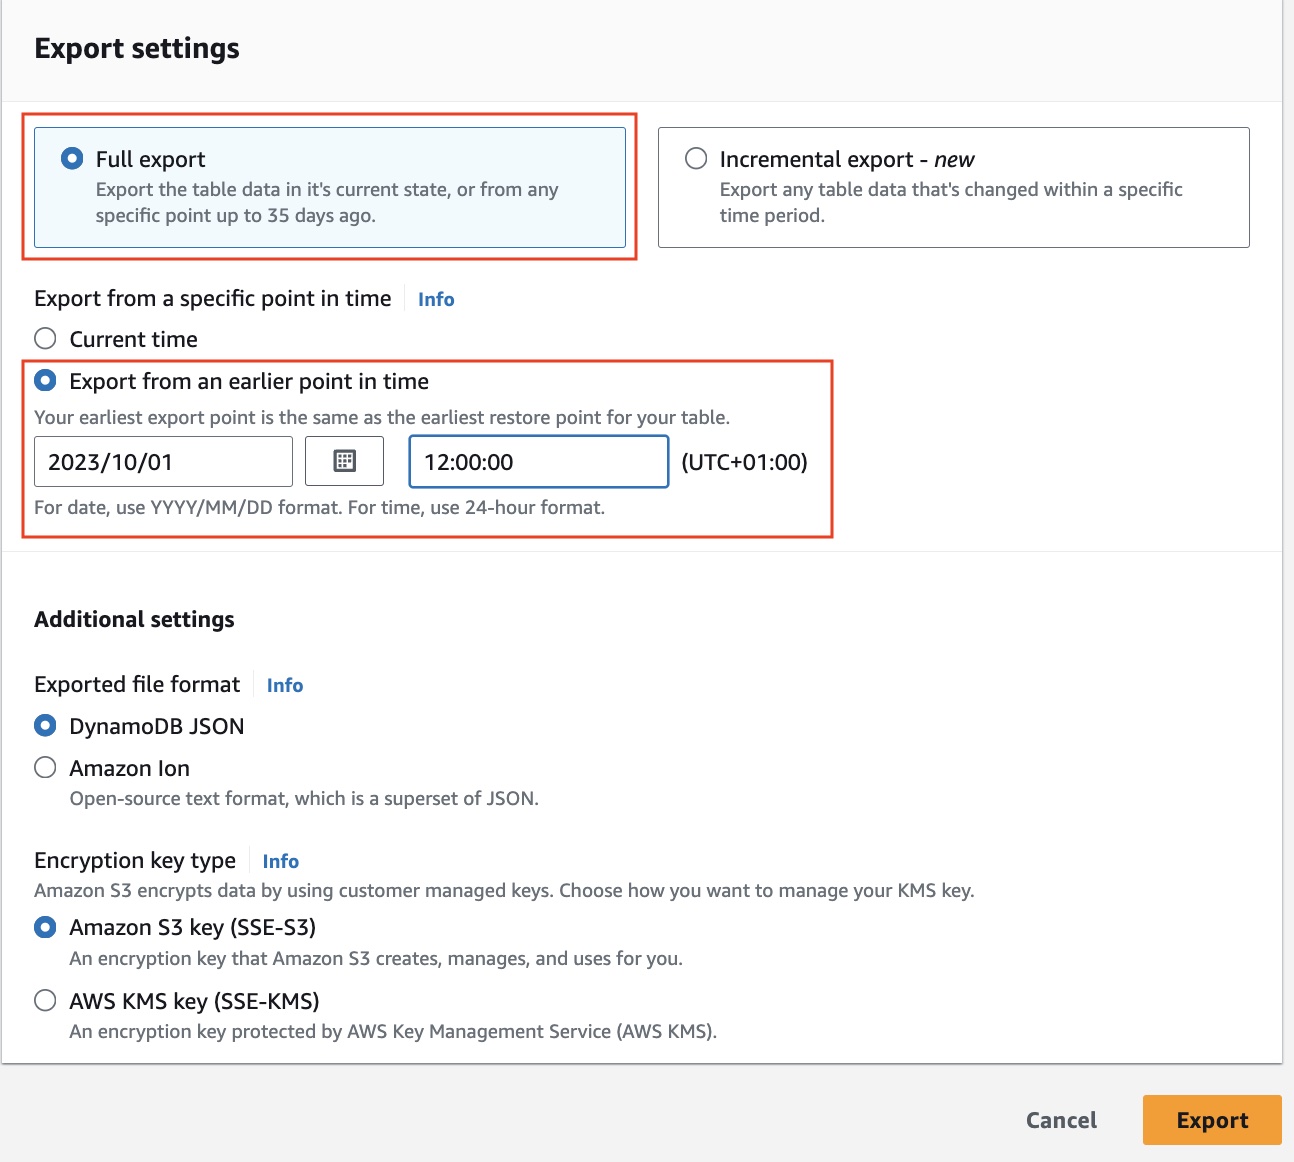 Export settings
Full export
Export the table data in it's current state, or from any
specific point up to 35 days ago.
Incremental export - new
Export any table data that's changed within a specific
time period.
Export from a specific point in time
Info
Current time
Export from an earlier point in time
Your earliest export point is the same as the earliest restore point for your table.
2023/10/01
12:00:00
(UTC+01:00)
For date, use YYYY/MM/DD format. For time, use 24-hour format.
Additional settings
Exported file format
Info
DynamoDB JSON
Amazon Ion
Open-source text format, which is a superset of JSON.
Encryption key type
Info
Amazon S3 encrypts data by using customer managed keys. Choose how you want to manage your KMS key.
Amazon S3 key (SSE-S3)
An encryption key that Amazon S3 creates, manages, and uses for you.
AWS KMS key (SSE-KMS)
An encryption key protected by AWS Key Management Service (AWS KMS).
Cancel
Export